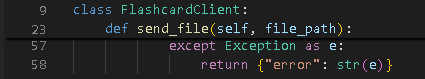 9 class FlashcardClient:
23 def send_file(self, file_path):
57 except Exception as e:
58 return {"error": str(e)}